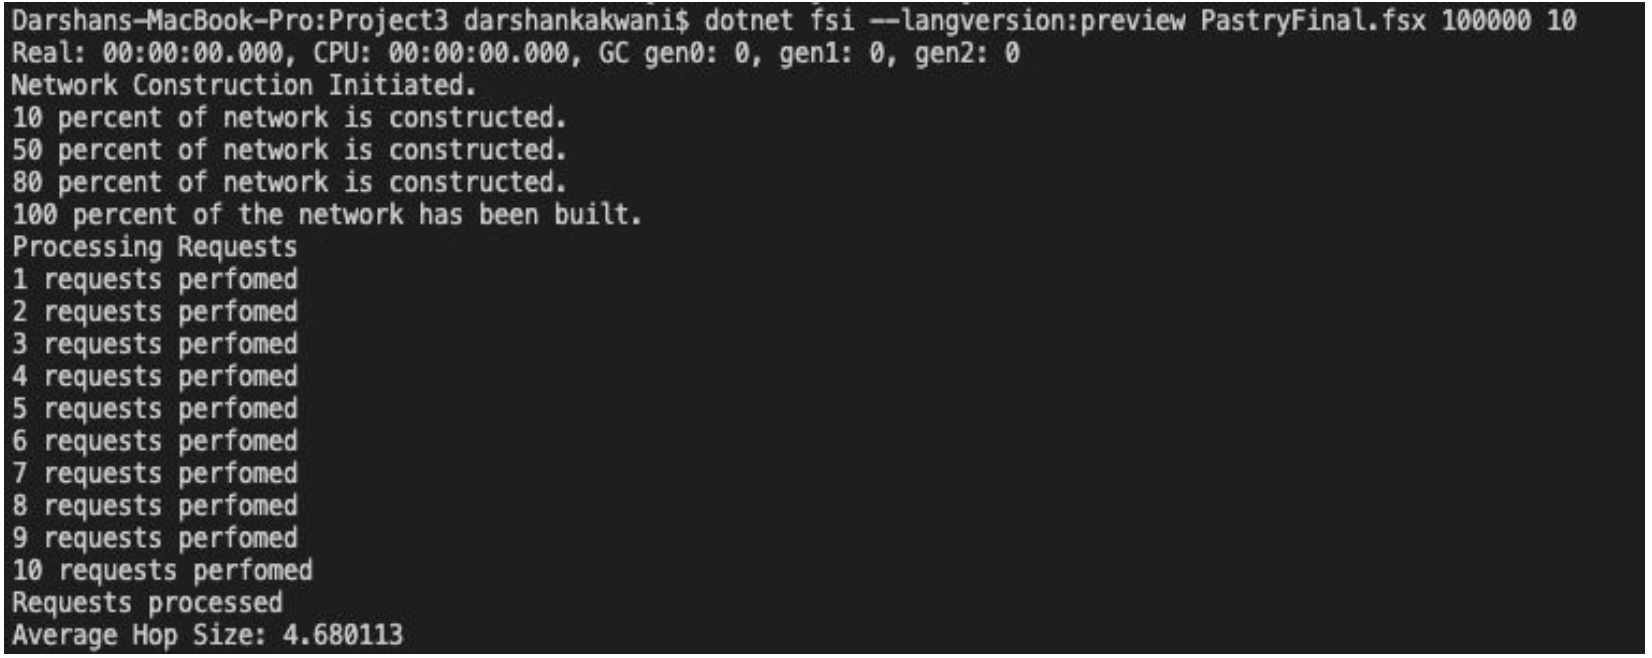 Darshans-MacBook-Pro:Project3 darshankakwani$ dotnet fsi --langversion:preview PastryFinal.fsx 100000 10
Real: 00:00:00.000, CPU: 00:00:00.000, GC gen0: 0, gen1: 0, gen2: 0
Network Construction Initiated.
10 percent of network is constructed.
50 percent of network is constructed.
80 percent of network is constructed.
100 percent of the network has been built.
Processing Requests
1 requests perfomed
2 requests perfomed
3 requests perfomed
4 requests perfomed
5 requests perfomed
6 requests perfomed
7 requests perfomed
8 requests perfomed
9 requests perfomed
10 requests perfomed
Requests processed
Average Hop Size: 4.680113